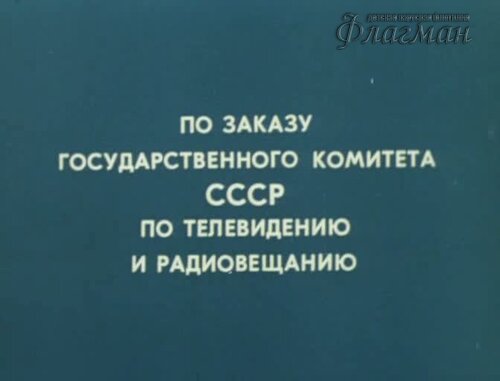 Флагман
ПО ЗАКАЗУ
ГОСУДАРСТВЕННОГО КОМИТЕТА
СССР
ПО ТЕЛЕВИДЕНИЮ
И РАДИОВЕЩАНИЮ